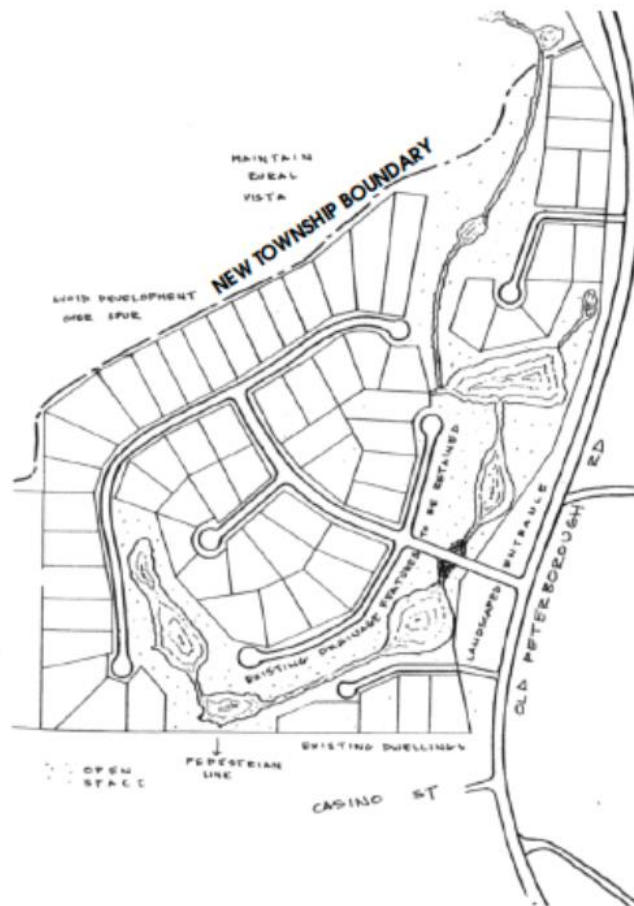 MAINTAIN
RURAL
VISTA
NEW TOWNSHIP BOUNDARY
AVOID DEVELOPMENT
OVER SPUR
EXISTING DRAINAGE FEATURES TO BE RETAINED
LANDSCAPED ENTRANCE
OLD PETERBOROUGH RD
EXISTING DWELLINGS
PEDESTRIAN
LINK
OPEN
SPACE
CASINO ST